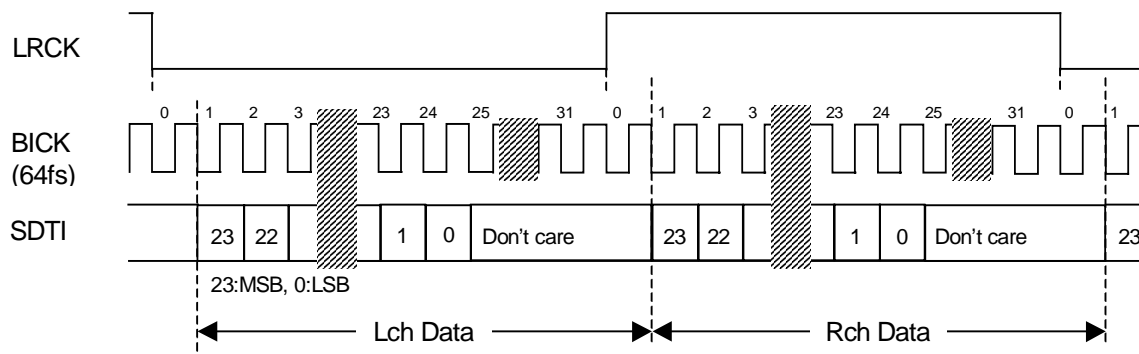 LRCK
0 1 2 3 23 24 25 31 0 1 2 3 23 24 25 31 0 1
BICK
(64fs)
SDTI
23 22 1 0 Don't care 23 22 1 0 Don't care 23
23:MSB, 0:LSB
Lch Data Rch Data